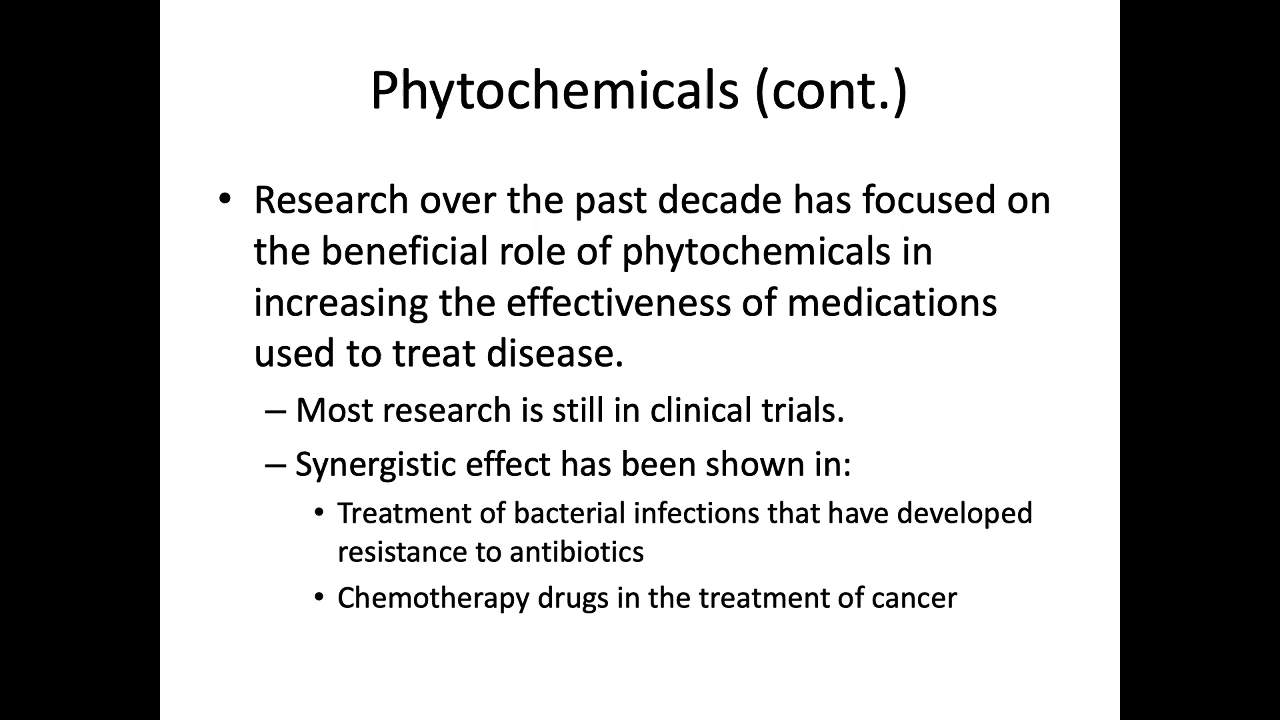 Phytochemicals (cont.)
• Research over the past decade has focused on
the beneficial role of phytochemicals in
increasing the effectiveness of medications
used to treat disease.
– Most research is still in clinical trials.
– Synergistic effect has been shown in:
• Treatment of bacterial infections that have developed
resistance to antibiotics
• Chemotherapy drugs in the treatment of cancer